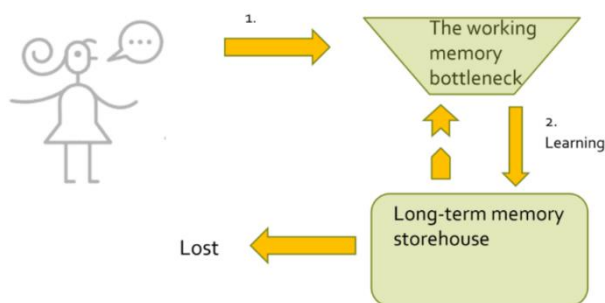 1.
The working
memory
bottleneck
2.
Learning
Long-term memory
storehouse
Lost